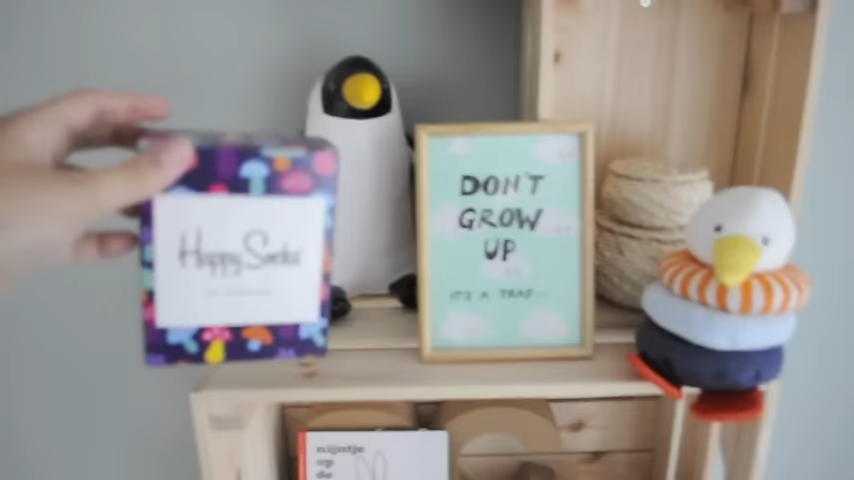 Happy Socks
DON'T
GROW
UP
IT'S A TRAP...
nijntje
op
de